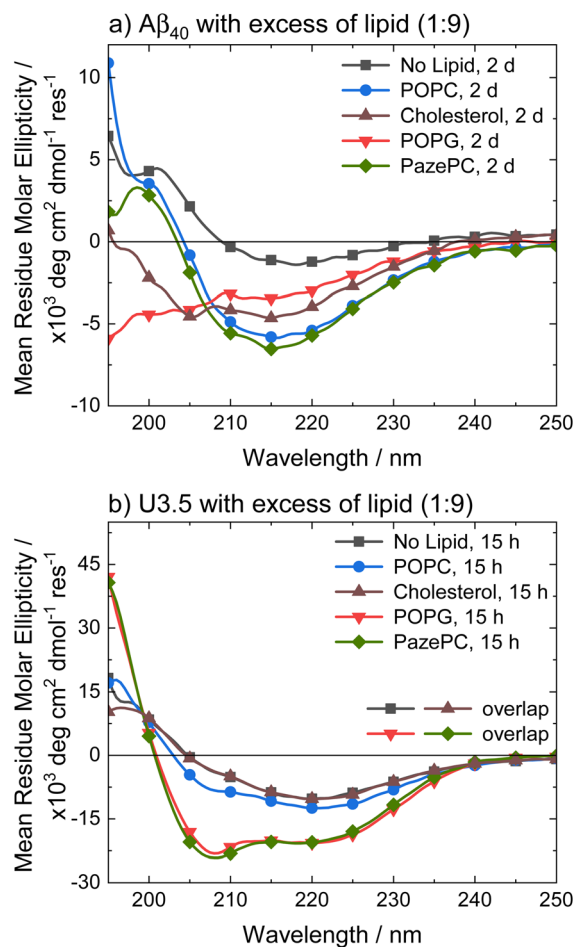 a) Aβ₄₀ with excess of lipid (1:9)
Mean Residue Molar Ellipticity /
x10³ deg cm² dmol⁻¹ res⁻¹
10
5
0
-5
-10
No Lipid, 2 d
POPC, 2 d
Cholesterol, 2 d
POPG, 2 d
PazePC, 2 d
200 210 220 230 240 250
Wavelength / nm
b) U3.5 with excess of lipid (1:9)
Mean Residue Molar Ellipticity /
x10³ deg cm² dmol⁻¹ res⁻¹
45
30
15
0
-15
-30
No Lipid, 15 h
POPC, 15 h
Cholesterol, 15 h
POPG, 15 h
PazePC, 15 h
overlap
overlap
200 210 220 230 240 250
Wavelength / nm